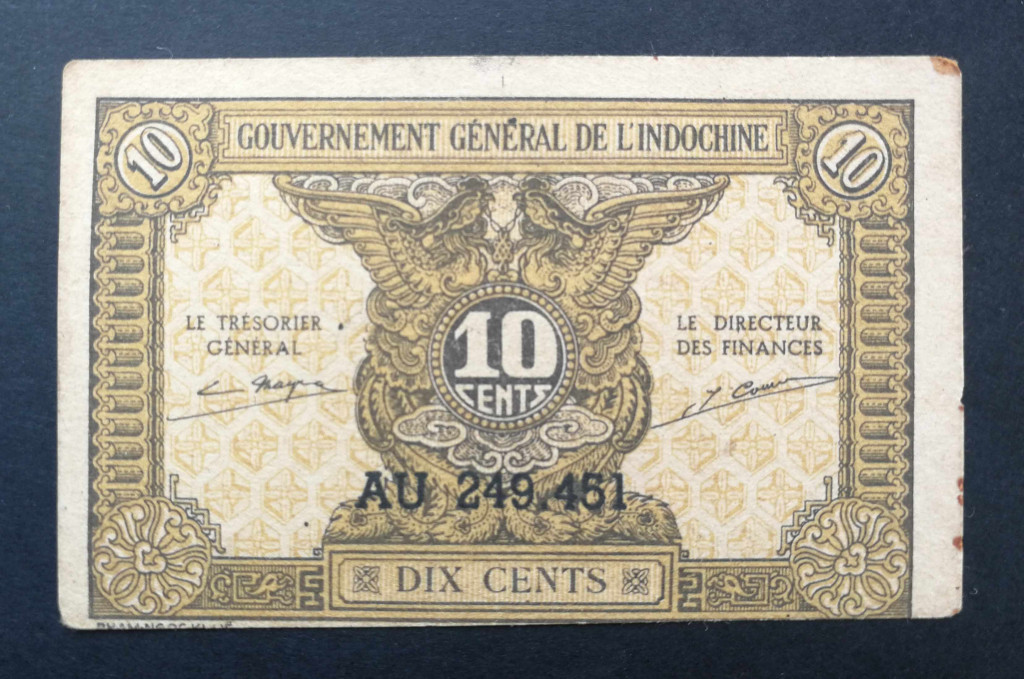 10
GOUVERNEMENT GÉNÉRAL DE L'INDOCHINE
10
LE TRÉSORIER
GÉNÉRAL
10
CENTS
LE DIRECTEUR
DES FINANCES
AU 249.451
DIX CENTS